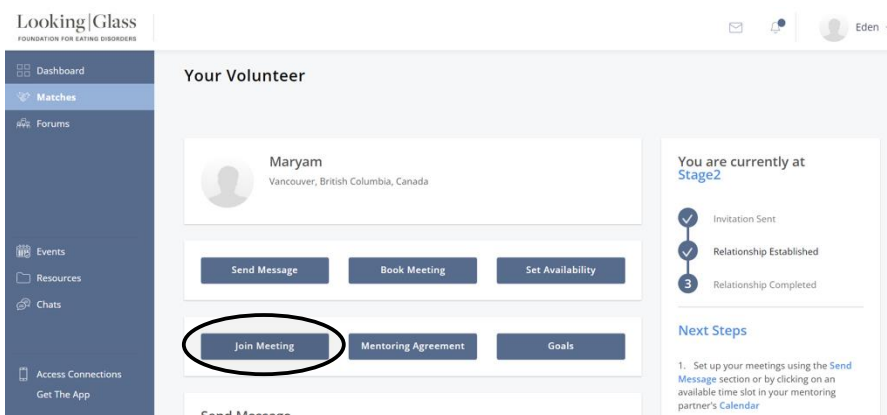 Looking|Glass
FOUNDATION FOR EATING DISORDERS
Eden
Dashboard
Matches
Forums
Events
Resources
Chats
Access Connections
Get The App
Your Volunteer
Maryam
Vancouver, British Columbia, Canada
Send Message
Book Meeting
Set Availability
Join Meeting
Mentoring Agreement
Goals
Send Message
You are currently at
Stage2
Invitation Sent
Relationship Established
3 Relationship Completed
Next Steps
1. Set up your meetings using the Send
Message section or by clicking on an
available time slot in your mentoring
partner's Calendar